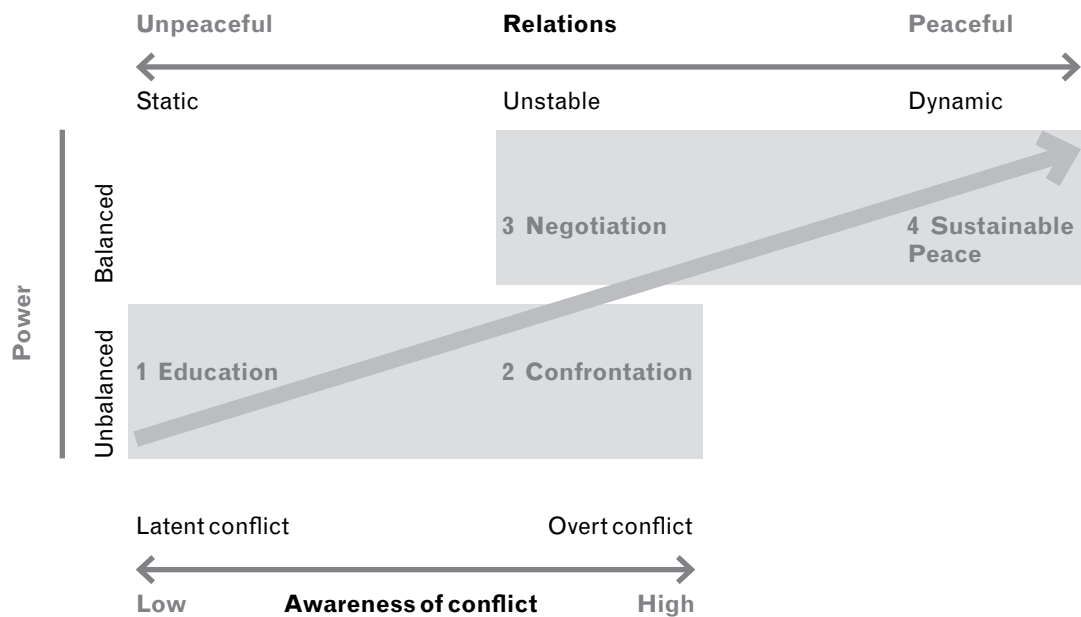 Unpeaceful Relations Peaceful
Static Unstable Dynamic
Power
Balanced
3 Negotiation
4 Sustainable
Peace
Unbalanced
1 Education
2 Confrontation
Latent conflict Overt conflict
Low Awareness of conflict High